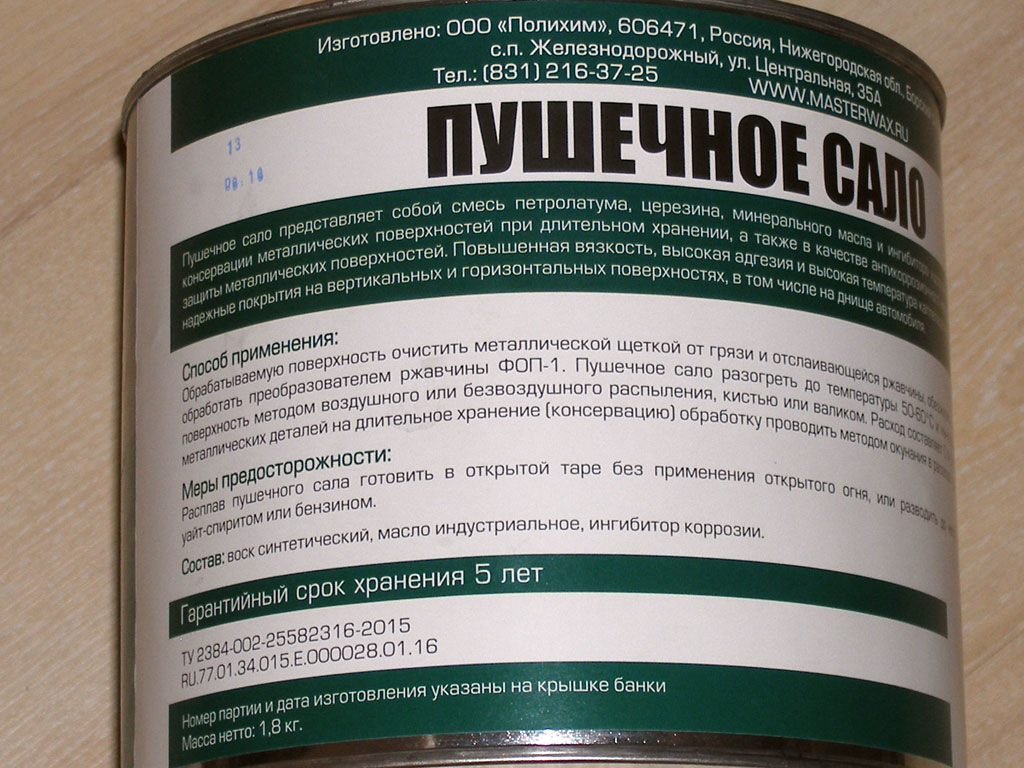 Изготовлено: ООО «Полихим», 606471, Россия, Нижегородская обл.
с.п. Железнодорожный, ул. Центральная, 35А
Тел.: (831) 216-37-25
WWW.MASTERWAX.RU
ПУШЕЧНОЕ САЛО
13
Пушечное сало представляет собой смесь петролатума, церезина, минерального масла и
консервации металлических поверхностей при длительном хранении, а также в качестве
защиты металлических поверхностей. Повышенная вязкость, высокая адгезия и высокая температура
надежные покрытия на вертикальных и горизонтальных поверхностях, в том числе на днище автомобиля.
Способ применения:
Обрабатываемую поверхность очистить металлической щеткой от грязи и отслаивающейся ржавчины,
обработать преобразователем ржавчины ФОП-1. Пушечное сало разогреть до температуры 50-60°С и
поверхность методом воздушного или безвоздушного распыления, кистью или валиком. Расход
металлических деталей на длительное хранение (консервацию) обработку проводить методом окунания в
Меры предосторожности:
Расплав пушечного сала готовить в открытой таре без применения открытого огня, или разводить до
уайт-спиритом или бензином.
Состав: воск синтетический, масло индустриальное, ингибитор коррозии.
Гарантийный срок хранения 5 лет
ТУ 2384-002-25582316-2015
RU.77.01.34.015.Е.000028.01.16
Номер партии и дата изготовления указаны на крышке банки
Масса нетто: 1,8 кг.